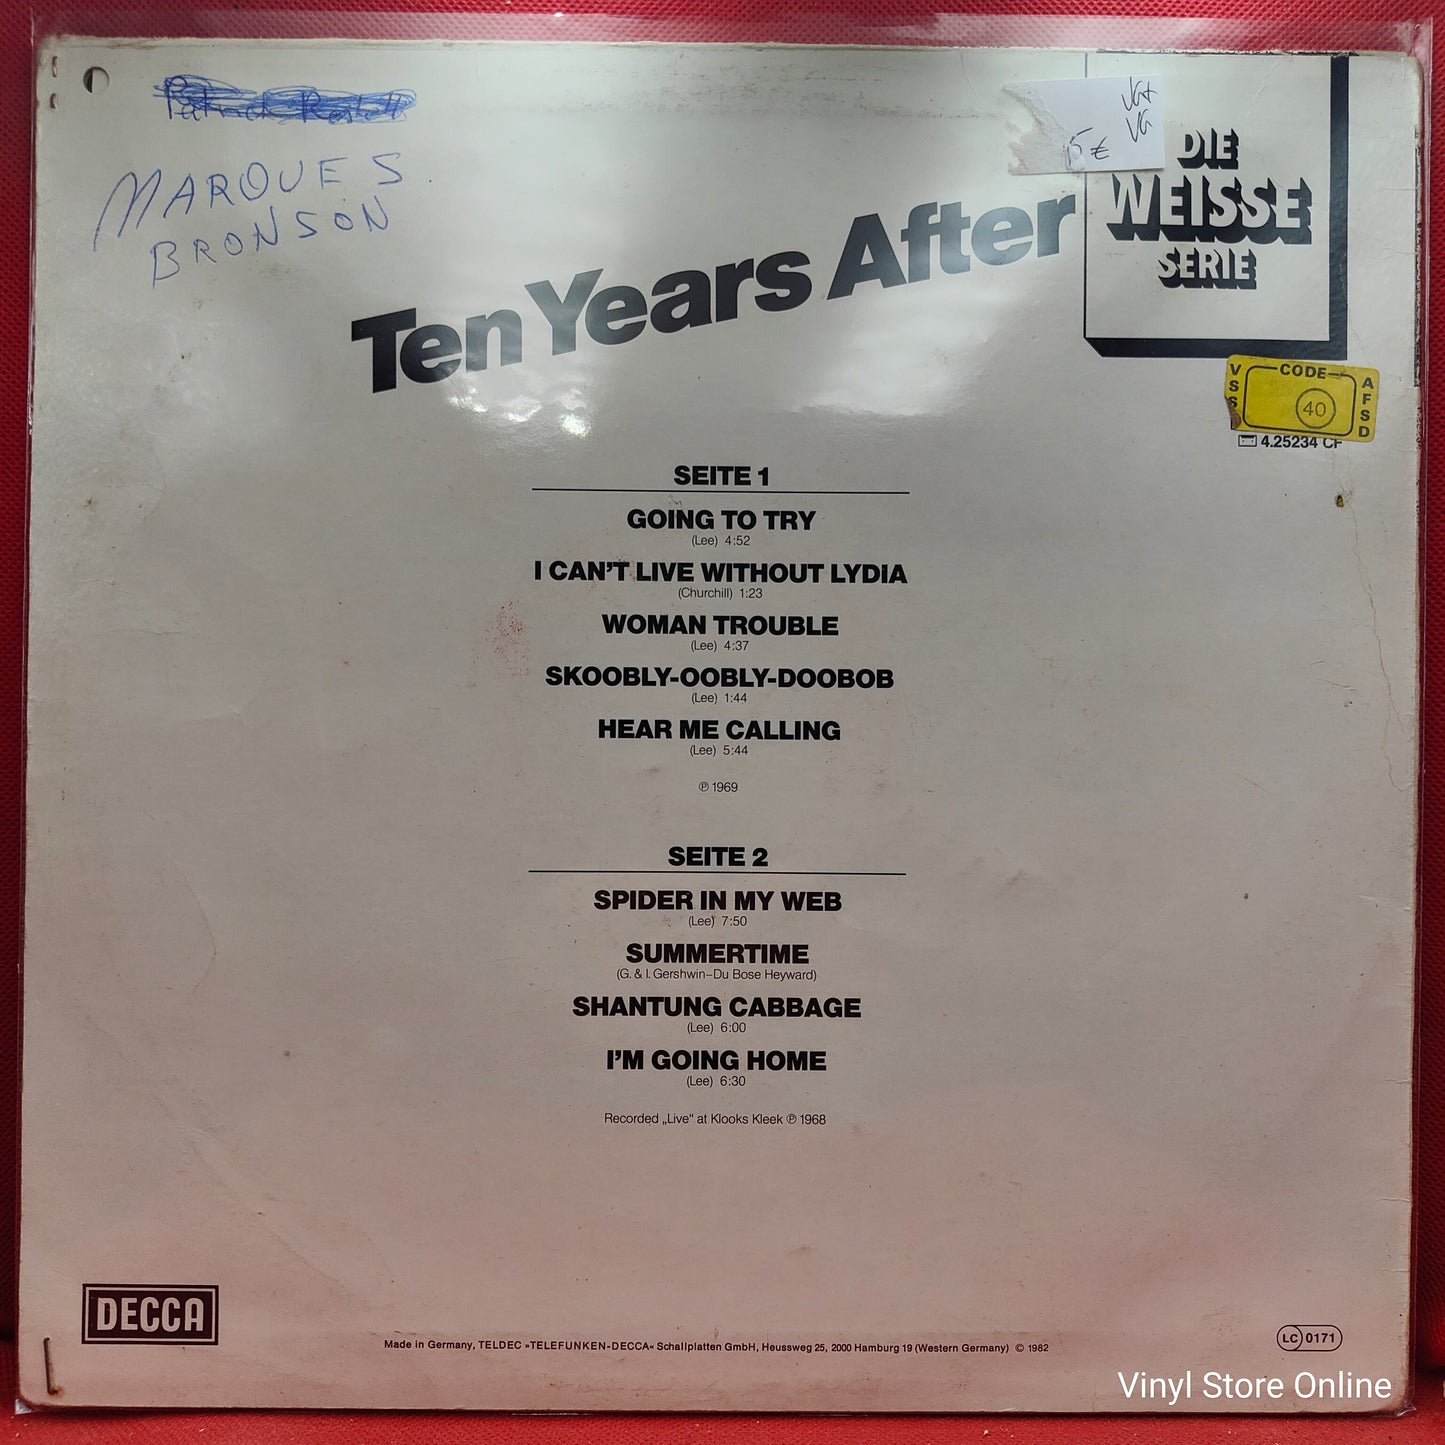 MARQUES
BRONSON
VG+
VG
5€
DIE
WEISSE
SERIE
Ten Years After
VSS
CODE
40
AFSD
4.25234 CF
SEITE 1
GOING TO TRY
(Lee) 4:52
I CAN'T LIVE WITHOUT LYDIA
(Churchill) 1:23
WOMAN TROUBLE
(Lee) 4:37
SKOOBLY-OOBLY-DOOBOB
(Lee) 1:44
HEAR ME CALLING
(Lee) 5:44
℗ 1969
SEITE 2
SPIDER IN MY WEB
(Lee) 7:50
SUMMERTIME
(G. & I. Gershwin–Du Bose Heyward)
SHANTUNG CABBAGE
(Lee) 6:00
I'M GOING HOME
(Lee) 6:30
Recorded „Live“ at Klooks Kleek ℗ 1968
DECCA
Made in Germany, TELDEC »TELEFUNKEN-DECCA« Schallplatten GmbH, Heussweg 25, 2000 Hamburg 19 (Western Germany) © 1982
LC 0171
Vinyl Store Online